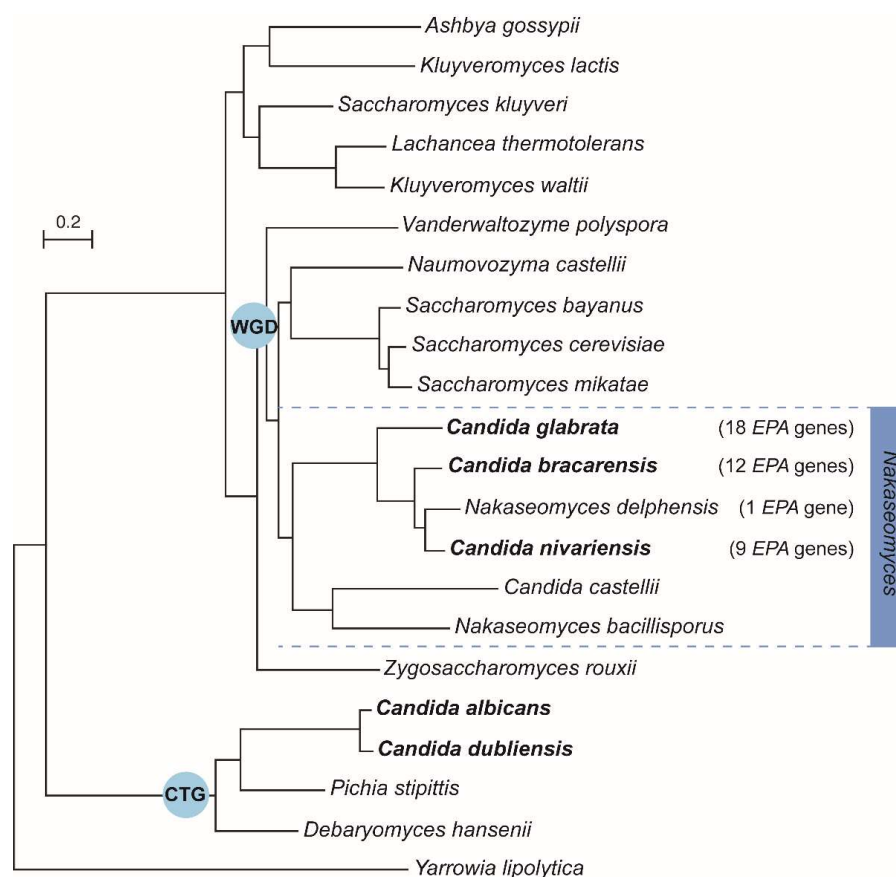 Ashbya gossypii
Kluyveromyces lactis
Saccharomyces kluyveri
Lachancea thermotolerans
Kluyveromyces waltii
0.2
Vanderwaltozyme polyspora
Naumovozyma castellii
Saccharomyces bayanus
WGD
Saccharomyces cerevisiae
Saccharomyces mikatae
Candida glabrata (18 EPA genes)
Candida bracarensis (12 EPA genes)
Nakaseomyces delphensis (1 EPA gene)
Candida nivariensis (9 EPA genes)
Nakaseomyces
Candida castellii
Nakaseomyces bacillisporus
Zygosaccharomyces rouxii
Candida albicans
Candida dubliensis
CTG
Pichia stipittis
Debaryomyces hansenii
Yarrowia lipolytica